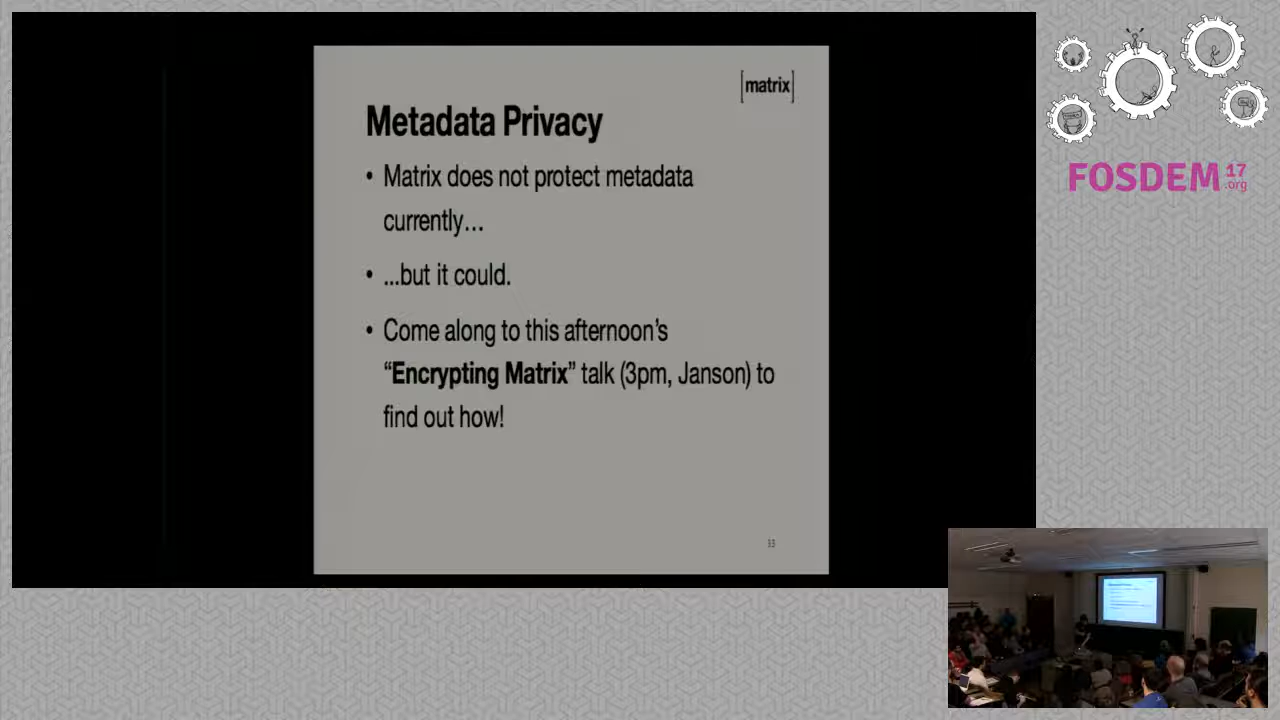 [matrix]
Metadata Privacy
• Matrix does not protect metadata
currently…
• ...but it could.
• Come along to this afternoon’s
“Encrypting Matrix” talk (3pm, Janson) to
find out how!
33
FOSDEM 17
.org